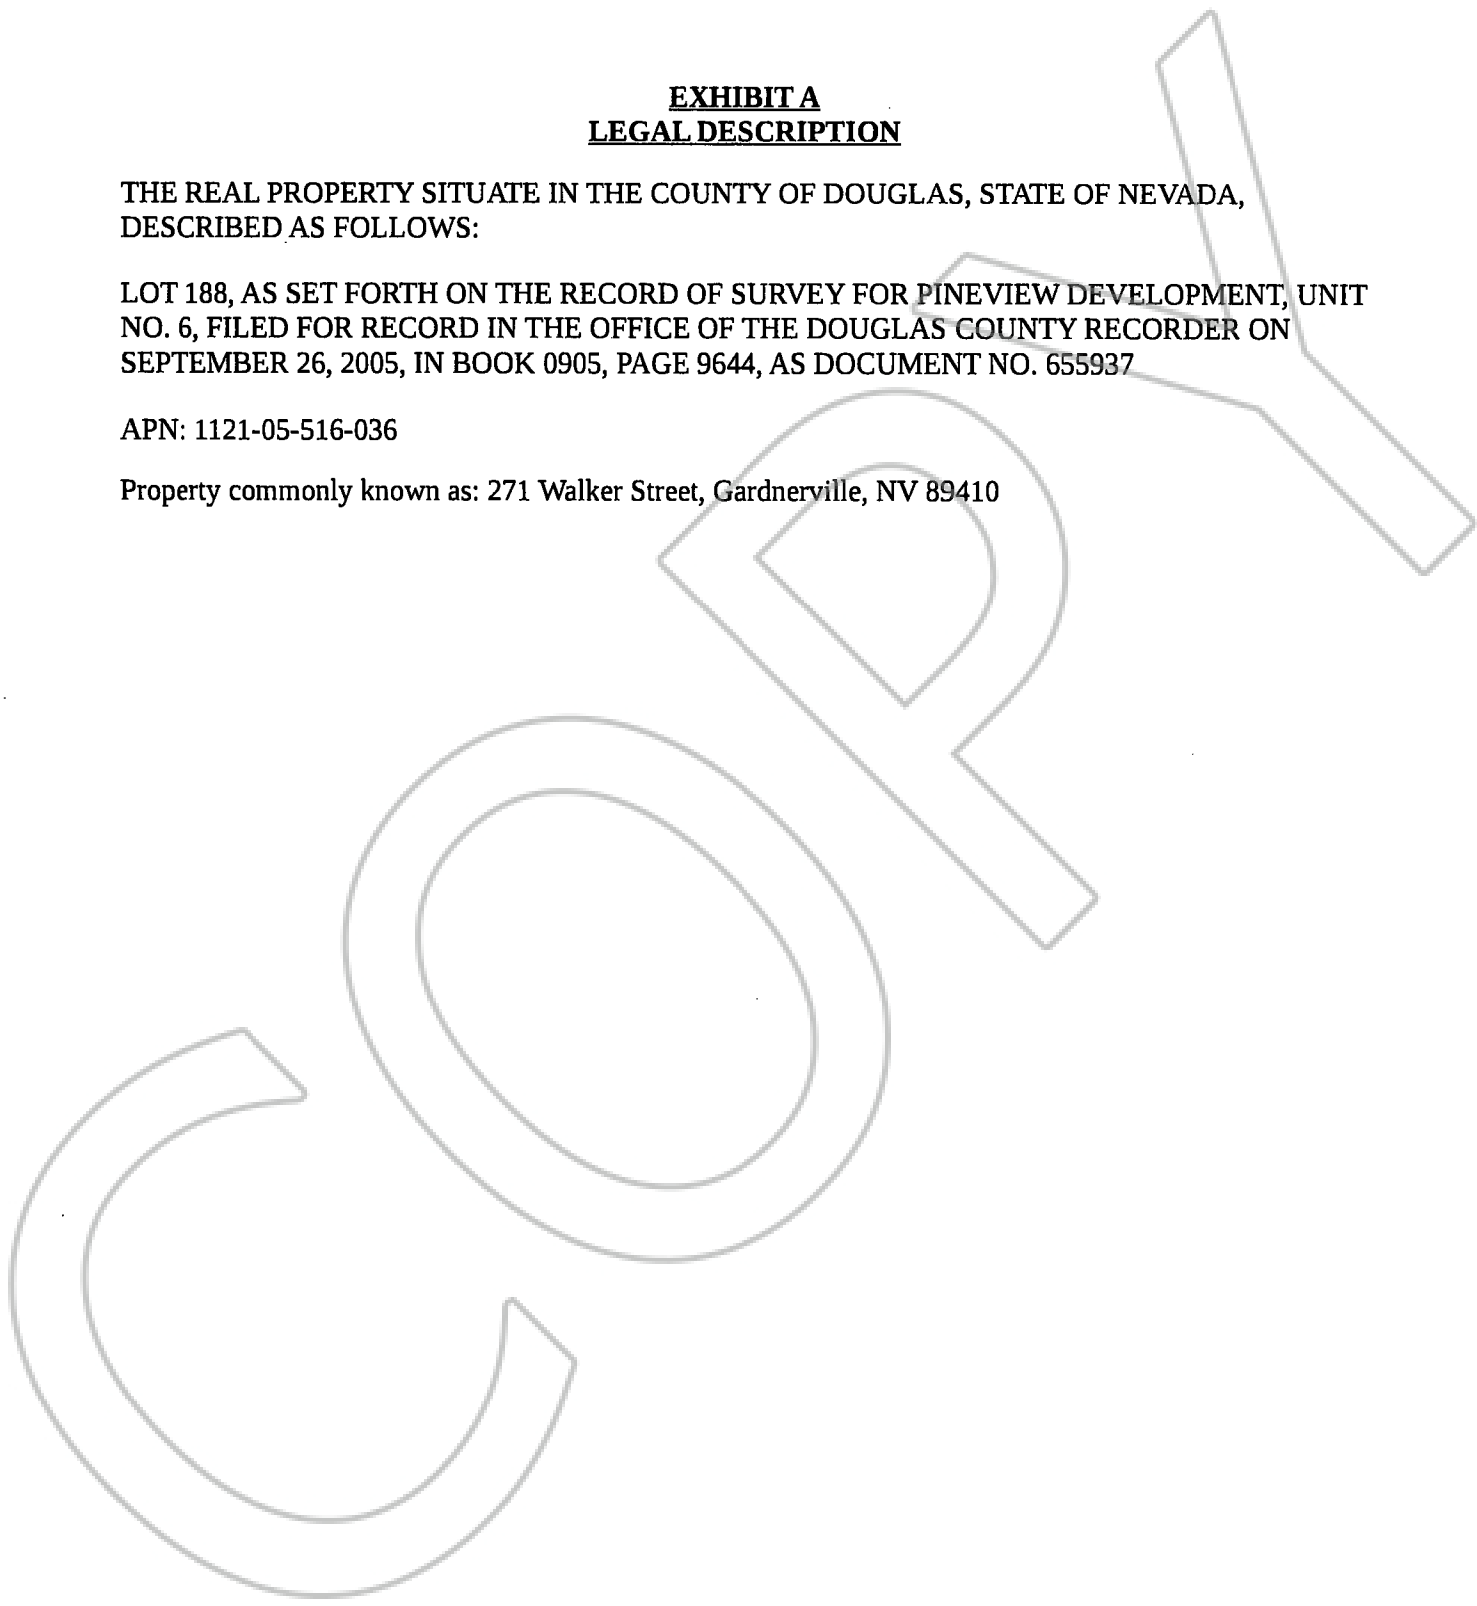 EXHIBIT A
LEGAL DESCRIPTION
THE REAL PROPERTY SITUATE IN THE COUNTY OF DOUGLAS, STATE OF NEVADA,
DESCRIBED AS FOLLOWS:
LOT 188, AS SET FORTH ON THE RECORD OF SURVEY FOR PINEVIEW DEVELOPMENT, UNIT
NO. 6, FILED FOR RECORD IN THE OFFICE OF THE DOUGLAS COUNTY RECORDER ON
SEPTEMBER 26, 2005, IN BOOK 0905, PAGE 9644, AS DOCUMENT NO. 655937
APN: 1121-05-516-036
Property commonly known as: 271 Walker Street, Gardnerville, NV 89410
COPY